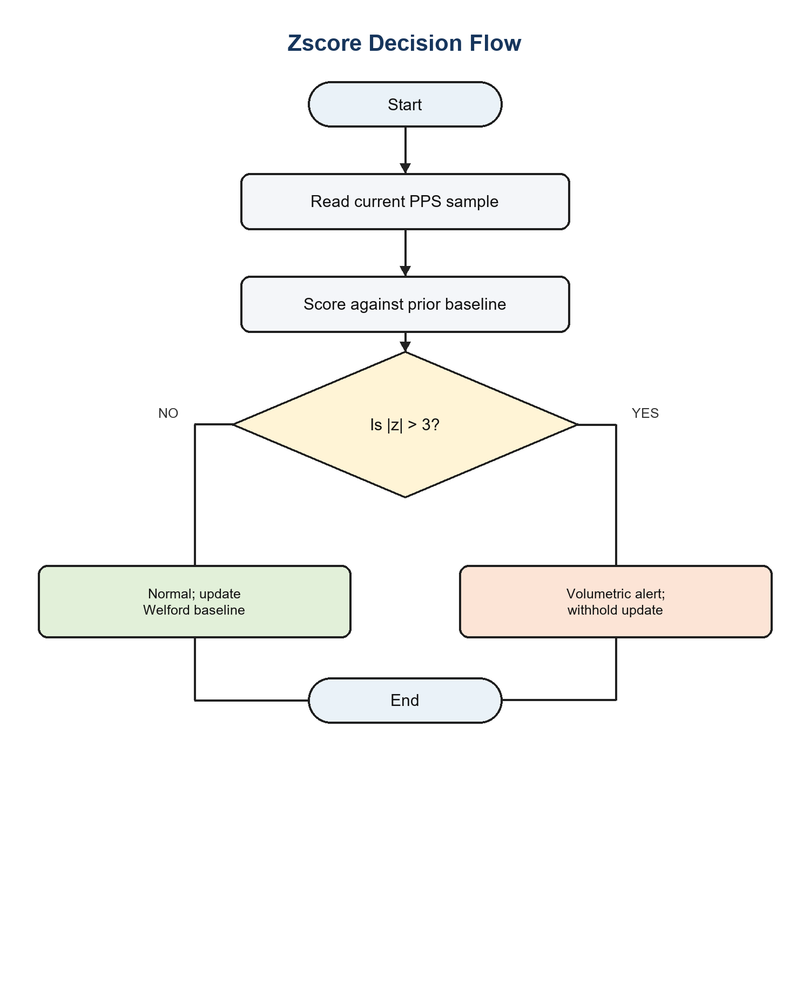 Zscore Decision Flow
Start
Read current PPS sample
Score against prior baseline
Is |z| > 3?
NO
YES
Normal; update
Welford baseline
Volumetric alert;
withhold update
End